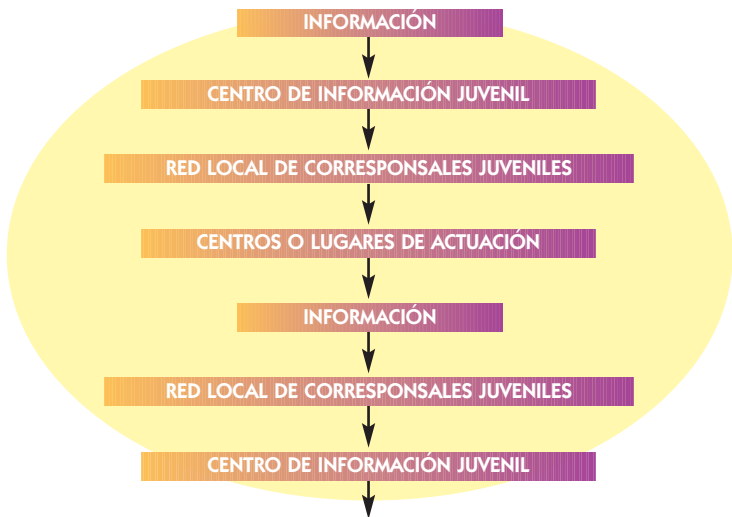 INFORMACIÓN
CENTRO DE INFORMACIÓN JUVENIL
RED LOCAL DE CORRESPONSALES JUVENILES
CENTROS O LUGARES DE ACTUACIÓN
INFORMACIÓN
RED LOCAL DE CORRESPONSALES JUVENILES
CENTRO DE INFORMACIÓN JUVENIL